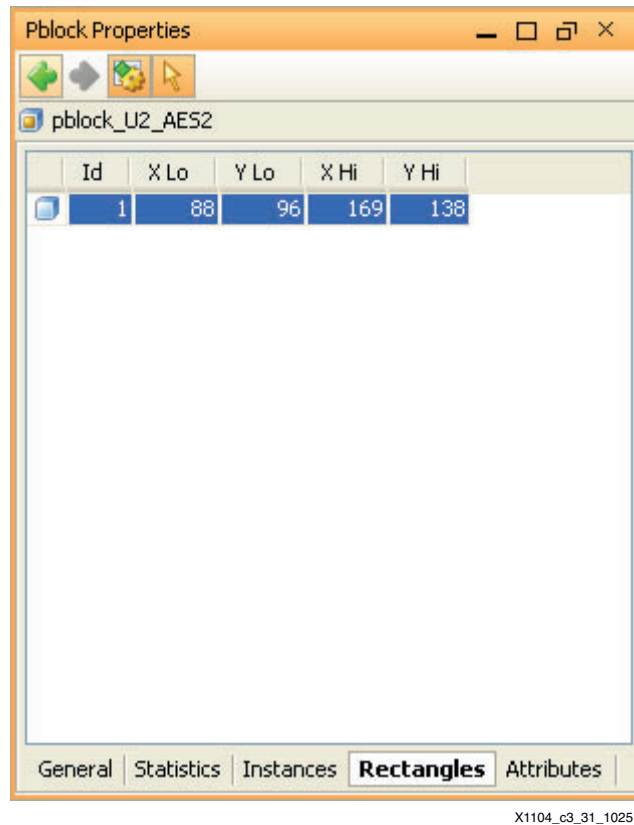 Pblock Properties
pblock_U2_AES2
Id X Lo Y Lo X Hi Y Hi
1 88 96 169 138
General Statistics Instances Rectangles Attributes
X1104_c3_31_1025